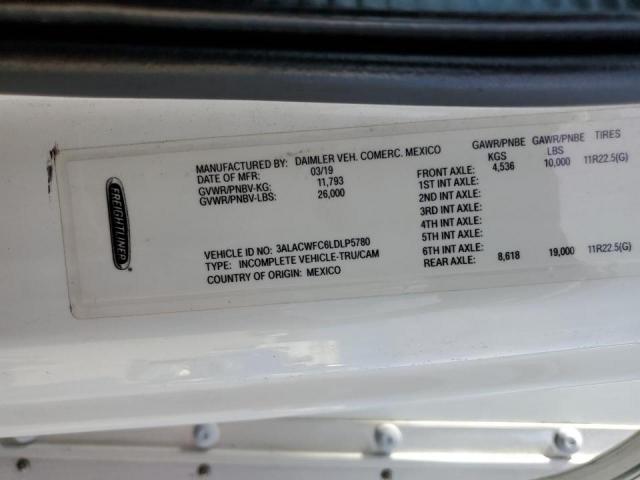 FREIGHTLINER
MANUFACTURED BY: DAIMLER VEH. COMERC. MEXICO
DATE OF MFR: 03/19
GVWR/PNBV-KG: 11,793
GVWR/PNBV-LBS: 26,000
VEHICLE ID NO: 3ALACWFC6LDLP5780
TYPE: INCOMPLETE VEHICLE-TRU/CAM
COUNTRY OF ORIGIN: MEXICO
GAWR/PNBE GAWR/PNBE TIRES
KGS LBS
FRONT AXLE: 4,536 10,000 11R22.5(G)
1ST INT AXLE:
2ND INT AXLE:
3RD INT AXLE:
4TH INT AXLE:
5TH INT AXLE:
6TH INT AXLE:
REAR AXLE: 8,618 19,000 11R22.5(G)